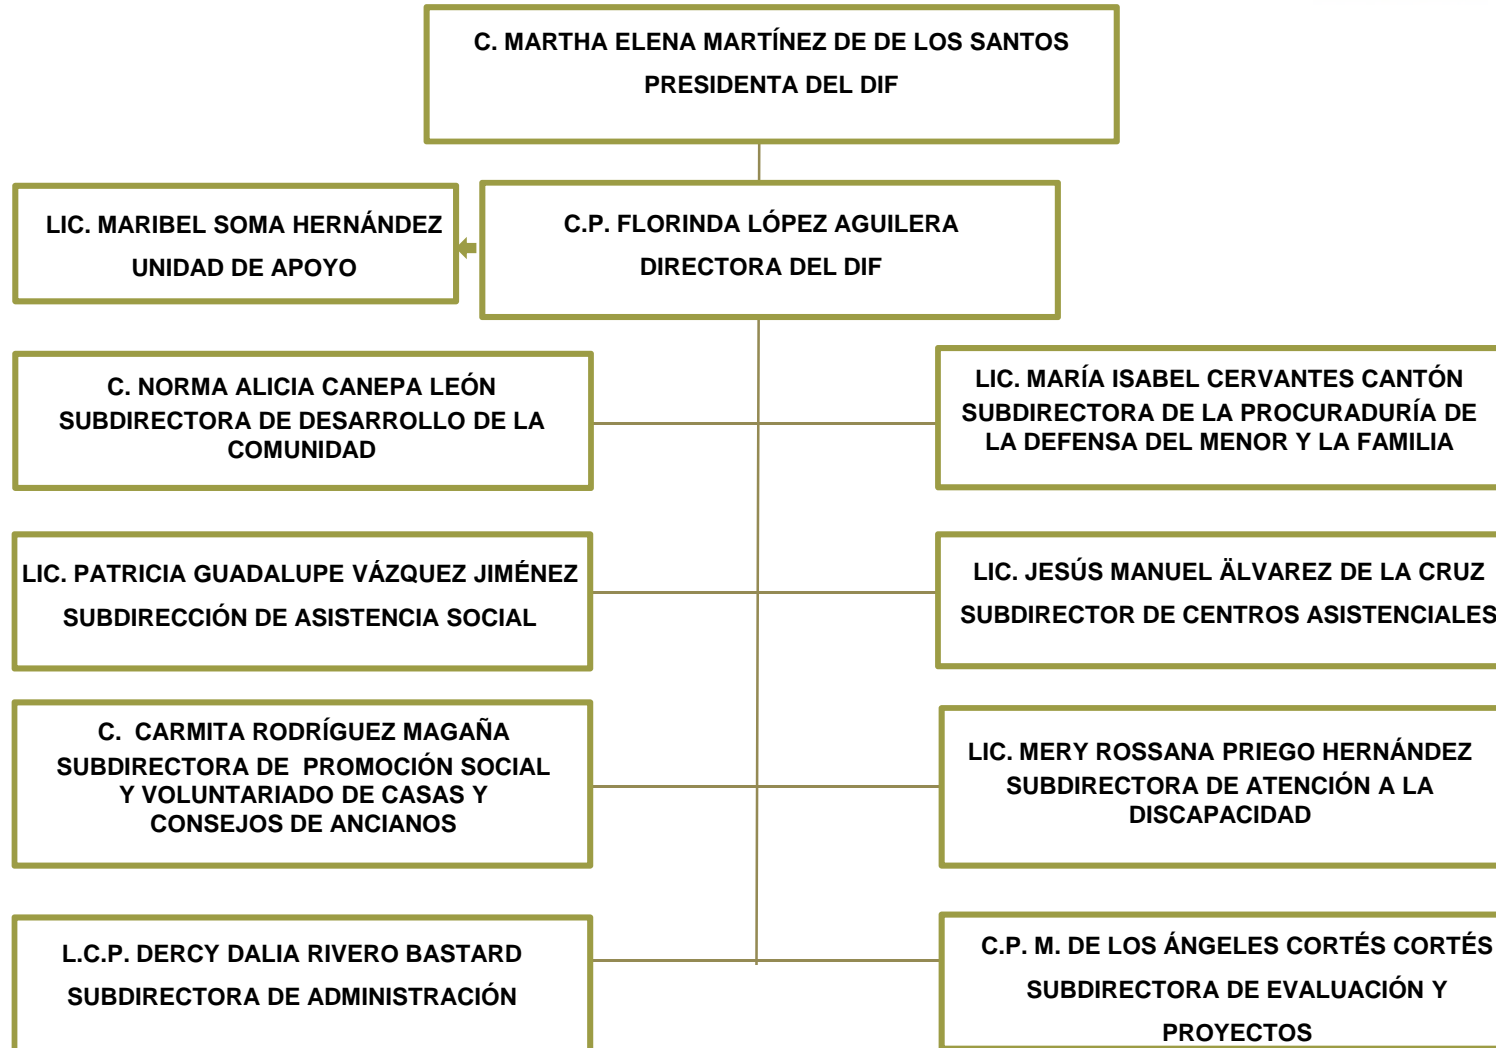 C. MARTHA ELENA MARTÍNEZ DE DE LOS SANTOS
PRESIDENTA DEL DIF
LIC. MARIBEL SOMA HERNÁNDEZ
UNIDAD DE APOYO
C.P. FLORINDA LÓPEZ AGUILERA
DIRECTORA DEL DIF
C. NORMA ALICIA CANEPA LEÓN
SUBDIRECTORA DE DESARROLLO DE LA
COMUNIDAD
LIC. MARÍA ISABEL CERVANTES CANTÓN
SUBDIRECTORA DE LA PROCURADURÍA DE
LA DEFENSA DEL MENOR Y LA FAMILIA
LIC. PATRICIA GUADALUPE VÁZQUEZ JIMÉNEZ
SUBDIRECCIÓN DE ASISTENCIA SOCIAL
LIC. JESÚS MANUEL ÄLVAREZ DE LA CRUZ
SUBDIRECTOR DE CENTROS ASISTENCIALES
C. CARMITA RODRÍGUEZ MAGAÑA
SUBDIRECTORA DE PROMOCIÓN SOCIAL
Y VOLUNTARIADO DE CASAS Y
CONSEJOS DE ANCIANOS
LIC. MERY ROSSANA PRIEGO HERNÁNDEZ
SUBDIRECTORA DE ATENCIÓN A LA
DISCAPACIDAD
L.C.P. DERCY DALIA RIVERO BASTARD
SUBDIRECTORA DE ADMINISTRACIÓN
C.P. M. DE LOS ÁNGELES CORTÉS CORTÉS
SUBDIRECTORA DE EVALUACIÓN Y
PROYECTOS